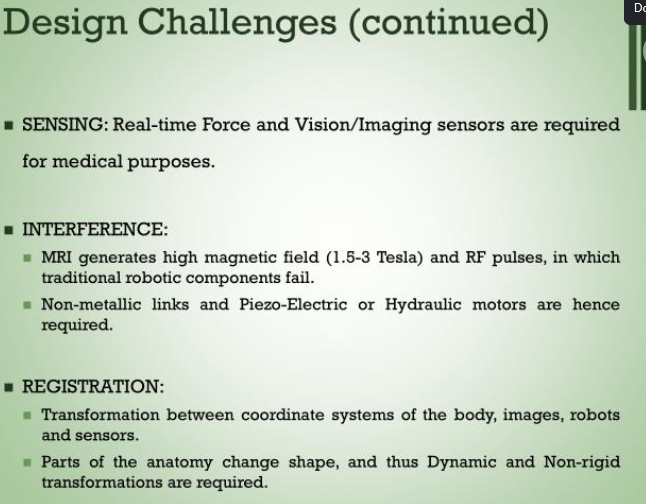 Design Challenges (continued)
Do
▪ SENSING: Real-time Force and Vision/Imaging sensors are required
for medical purposes.
▪ INTERFERENCE:
▪ MRI generates high magnetic field (1.5-3 Tesla) and RF pulses, in which
traditional robotic components fail.
▪ Non-metallic links and Piezo-Electric or Hydraulic motors are hence
required.
▪ REGISTRATION:
▪ Transformation between coordinate systems of the body, images, robots
and sensors.
▪ Parts of the anatomy change shape, and thus Dynamic and Non-rigid
transformations are required.